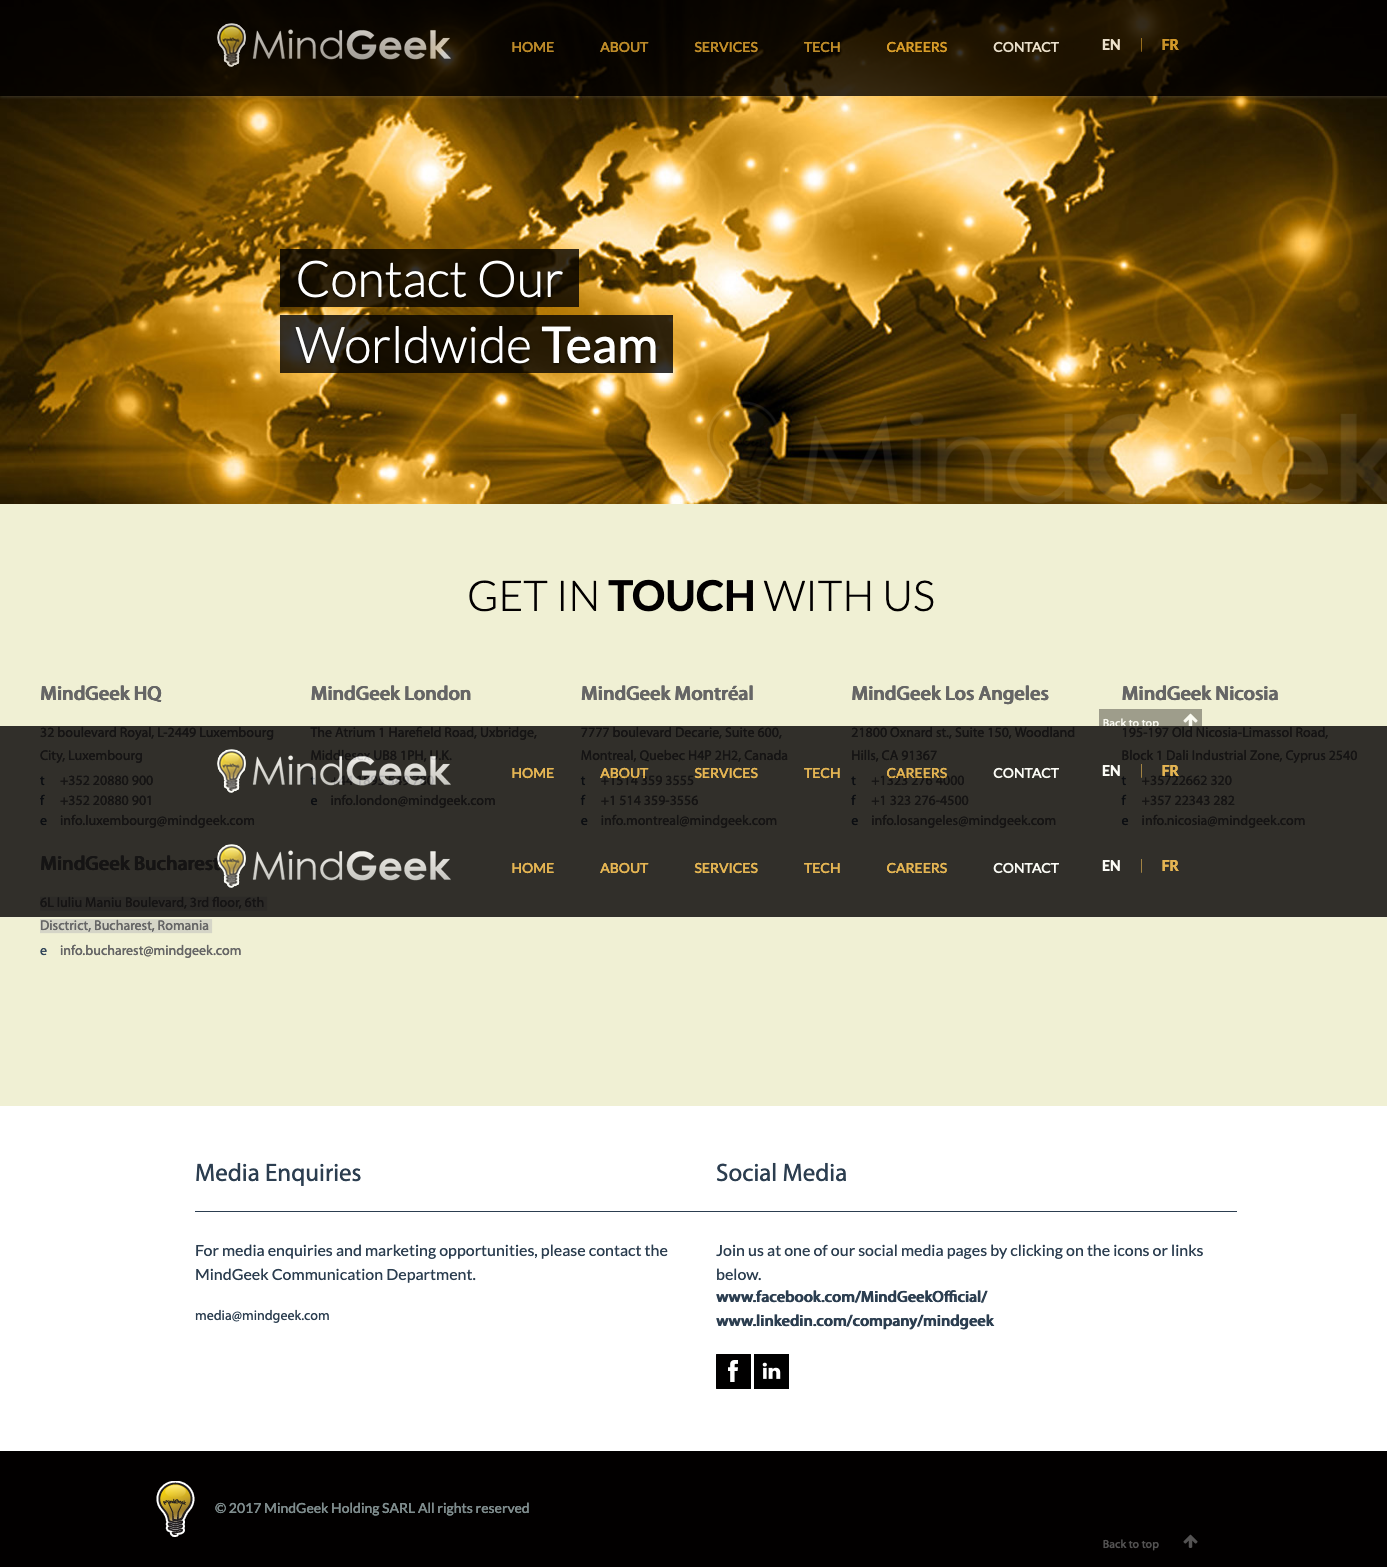 MindGeek HOME ABOUT SERVICES TECH CAREERS CONTACT EN FR
Contact Our
Worldwide Team
MindGeek
GET IN TOUCH WITH US
MindGeek HQ
32 boulevard Royal, L-2449 Luxembourg
City, Luxembourg
t +352 20880 900
f +352 20880 901
e info.luxembourg@mindgeek.com
MindGeek London
The Atrium 1 Harefield Road, Uxbridge,
Middlesex UB8 1PH, U.K.
e info.london@mindgeek.com
MindGeek Montréal
7777 boulevard Decarie, Suite 600,
Montreal, Quebec H4P 2H2, Canada
t +1514 359 3555
f +1 514 359-3556
e info.montreal@mindgeek.com
MindGeek Los Angeles
21800 Oxnard st., Suite 150, Woodland
Hills, CA 91367
t +1323 276 4000
f +1 323 276-4500
e info.losangeles@mindgeek.com
MindGeek Nicosia
Back to top
195-197 Old Nicosia-Limassol Road,
Block 1 Dali Industrial Zone, Cyprus 2540
t +35722662 320
f +357 22343 282
e info.nicosia@mindgeek.com
MindGeek HOME ABOUT SERVICES TECH CAREERS CONTACT EN FR
MindGeek Bucharest
6L Iuliu Maniu Boulevard, 3rd floor, 6th
Disctrict, Bucharest, Romania
e info.bucharest@mindgeek.com
MindGeek HOME ABOUT SERVICES TECH CAREERS CONTACT EN FR
Media Enquiries
For media enquiries and marketing opportunities, please contact the
MindGeek Communication Department.
media@mindgeek.com
Social Media
Join us at one of our social media pages by clicking on the icons or links
below.
www.facebook.com/MindGeekOfficial/
www.linkedin.com/company/mindgeek
f in
© 2017 MindGeek Holding SARL All rights reserved
Back to top